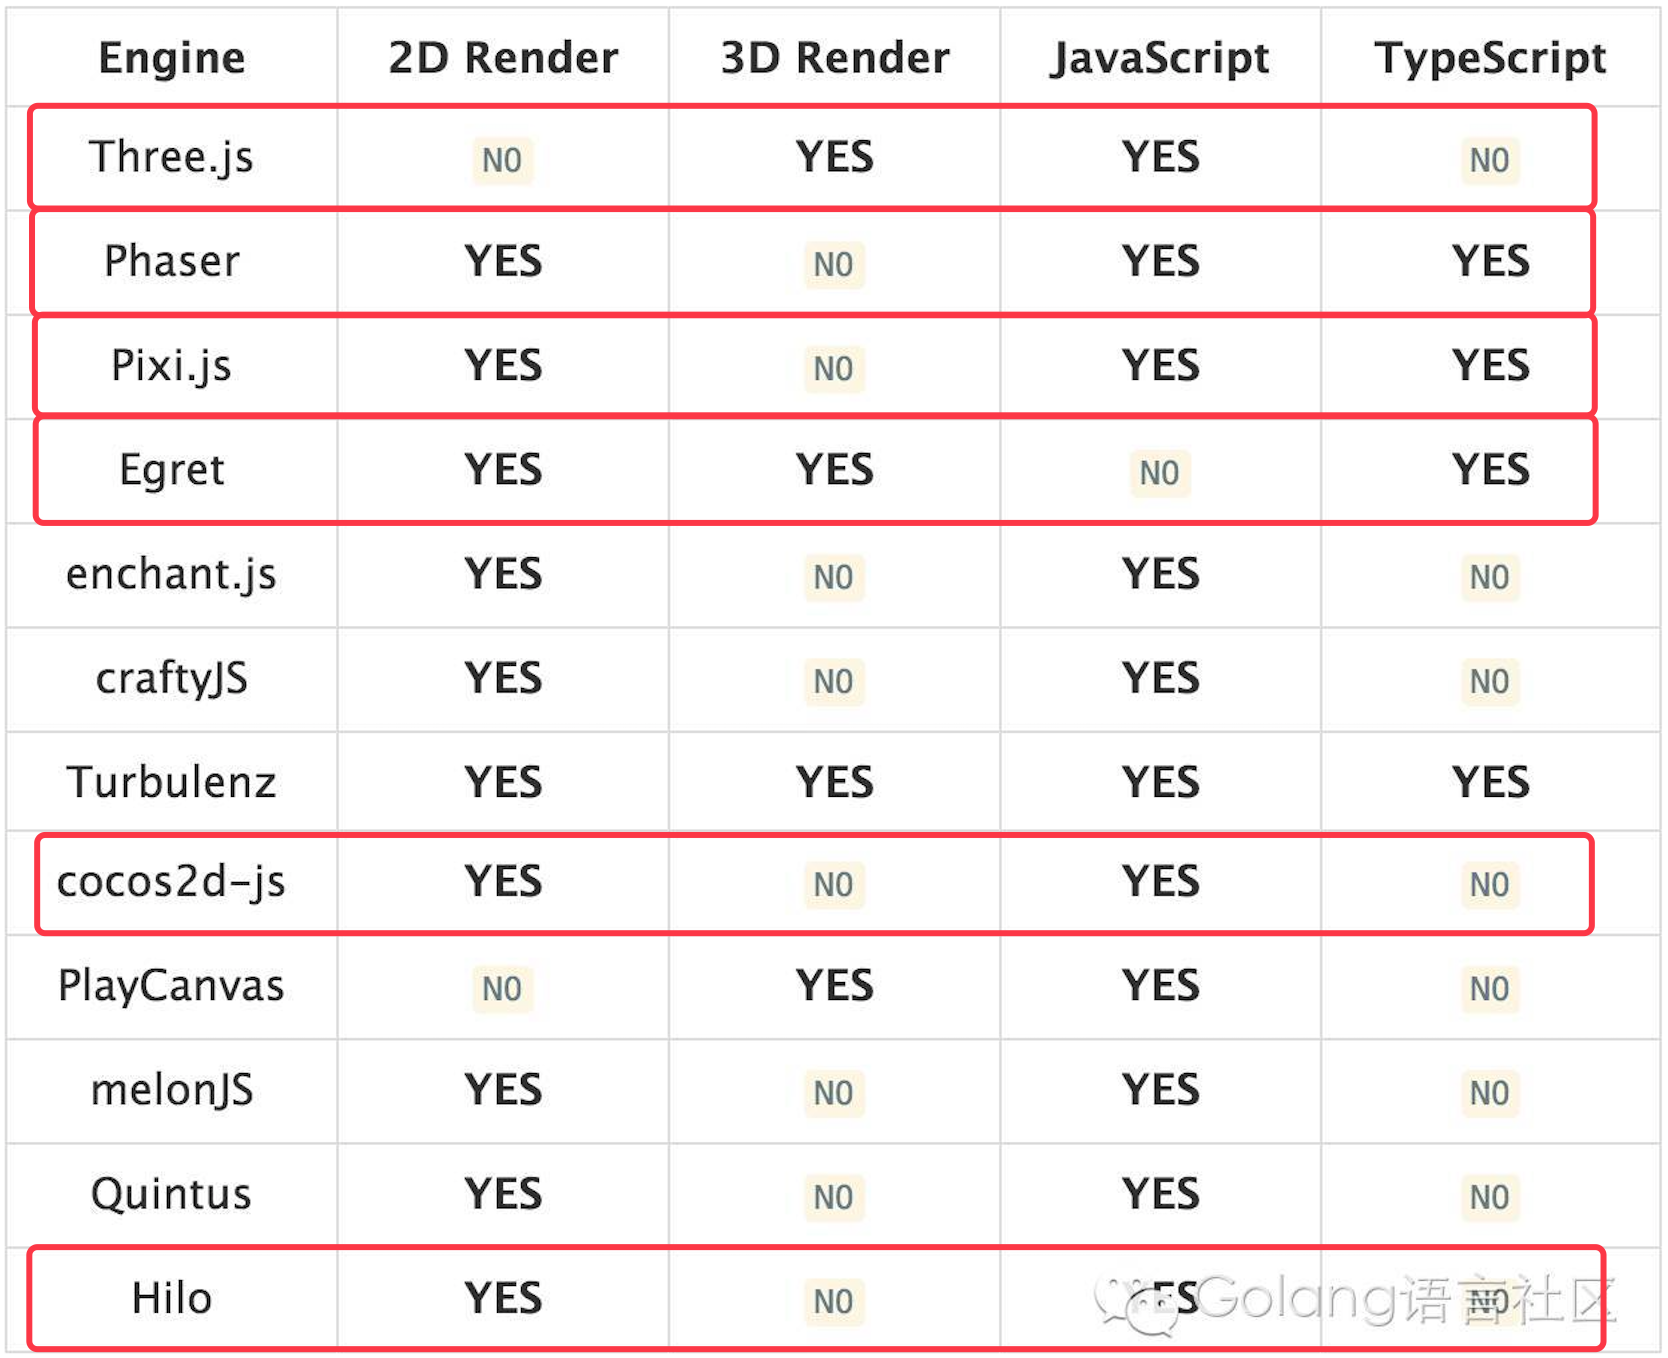 Engine 2D Render 3D Render JavaScript TypeScript
Three.js NO YES YES NO
Phaser YES NO YES YES
Pixi.js YES NO YES YES
Egret YES YES NO YES
enchant.js YES NO YES NO
craftyJS YES NO YES NO
Turbulenz YES YES YES YES
cocos2d-js YES NO YES NO
PlayCanvas NO YES YES NO
melonJS YES NO YES NO
Quintus YES NO YES NO
Hilo YES NO YES NO
Golang语言社区